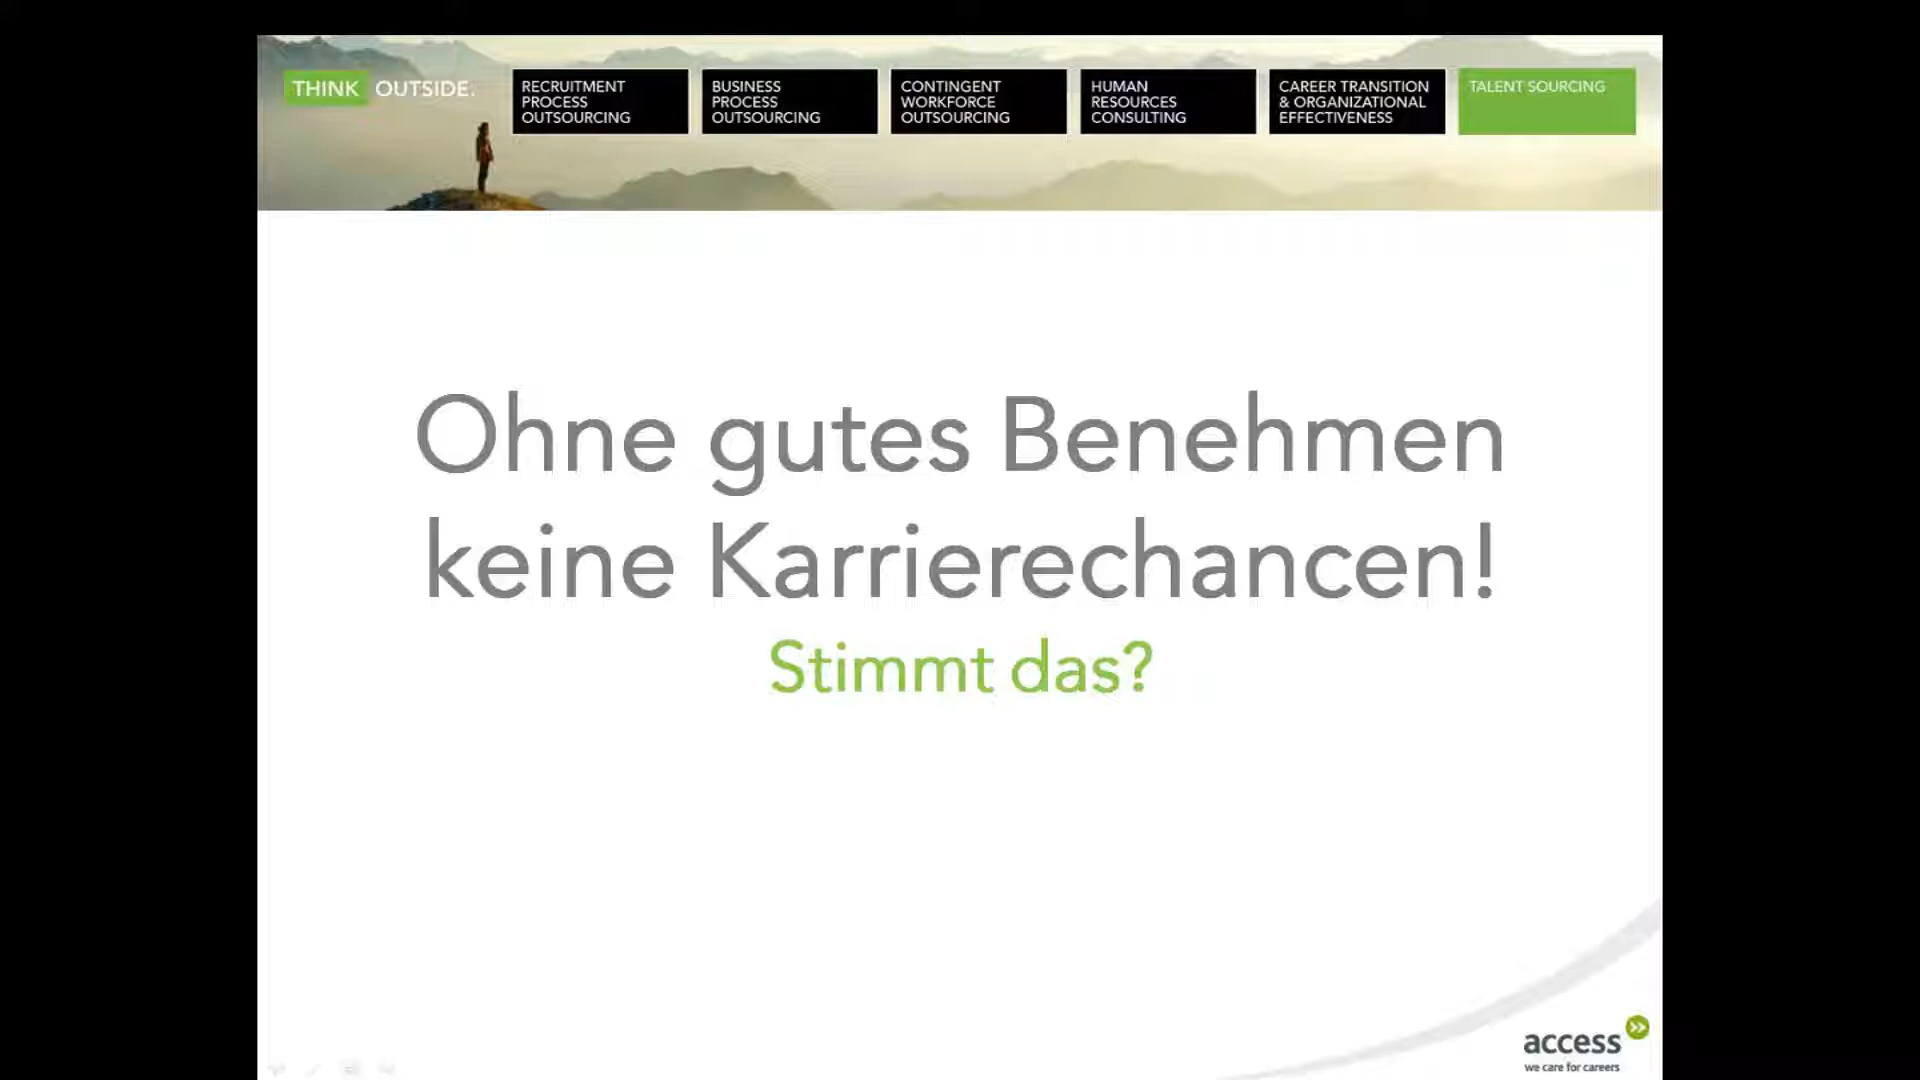 THINK OUTSIDE.
RECRUITMENT
PROCESS
OUTSOURCING
BUSINESS
PROCESS
OUTSOURCING
CONTINGENT
WORKFORCE
OUTSOURCING
HUMAN
RESOURCES
CONSULTING
CAREER TRANSITION
& ORGANIZATIONAL
EFFECTIVENESS
TALENT SOURCING
Ohne gutes Benehmen
keine Karrierechancen!
Stimmt das?
access
we care for careers